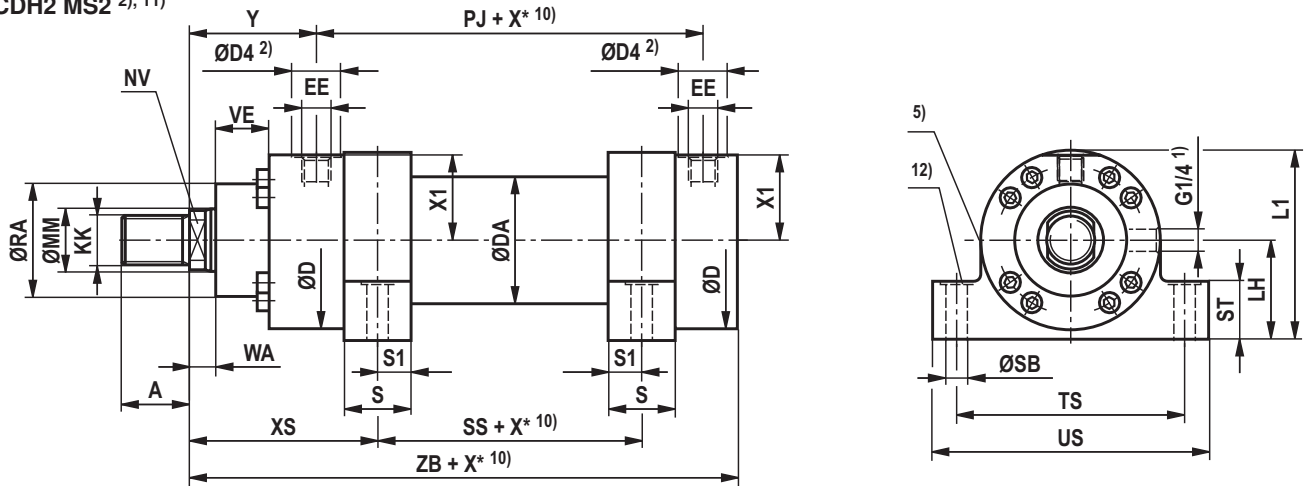 CDH2 MS2 2), 11)
Y
PJ + X* 10)
ØD4 2)
ØD4 2)
NV
EE
EE
VE
5)
12)
G1/4 1)
X1
X1
L1
ØRA
ØMM
KK
ØDA
ØD
ØD
LH
ST
WA
S1
S1
ØSB
A
S
S
TS
XS
SS + X* 10)
US
ZB + X* 10)